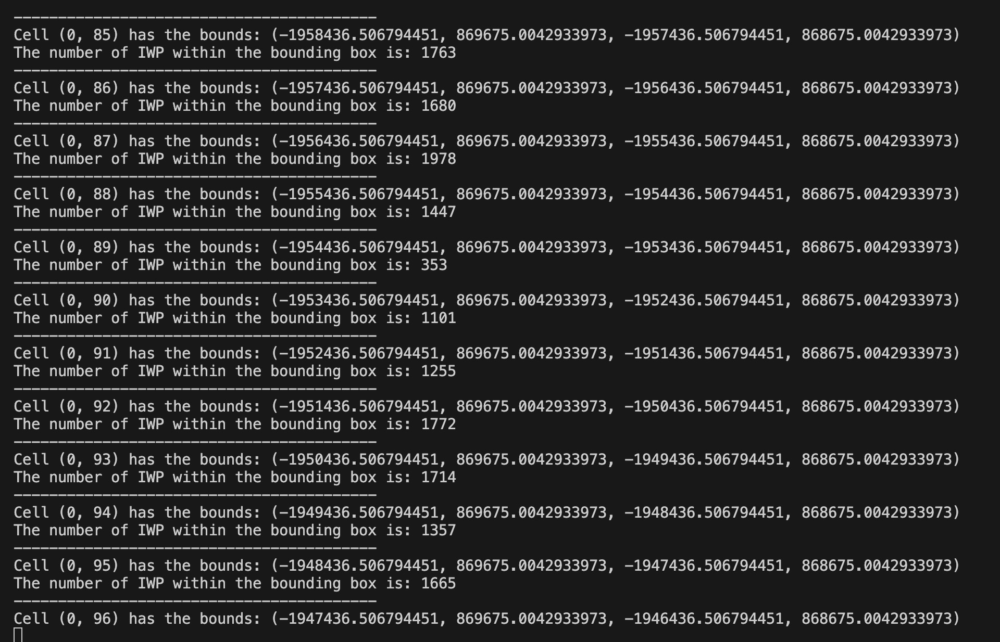 -----------------------------------------
Cell (0, 85) has the bounds: (-1958436.506794451, 869675.0042933973, -1957436.506794451, 868675.0042933973)
The number of IWP within the bounding box is: 1763
-----------------------------------------
Cell (0, 86) has the bounds: (-1957436.506794451, 869675.0042933973, -1956436.506794451, 868675.0042933973)
The number of IWP within the bounding box is: 1680
-----------------------------------------
Cell (0, 87) has the bounds: (-1956436.506794451, 869675.0042933973, -1955436.506794451, 868675.0042933973)
The number of IWP within the bounding box is: 1978
-----------------------------------------
Cell (0, 88) has the bounds: (-1955436.506794451, 869675.0042933973, -1954436.506794451, 868675.0042933973)
The number of IWP within the bounding box is: 1447
-----------------------------------------
Cell (0, 89) has the bounds: (-1954436.506794451, 869675.0042933973, -1953436.506794451, 868675.0042933973)
The number of IWP within the bounding box is: 353
-----------------------------------------
Cell (0, 90) has the bounds: (-1953436.506794451, 869675.0042933973, -1952436.506794451, 868675.0042933973)
The number of IWP within the bounding box is: 1101
-----------------------------------------
Cell (0, 91) has the bounds: (-1952436.506794451, 869675.0042933973, -1951436.506794451, 868675.0042933973)
The number of IWP within the bounding box is: 1255
-----------------------------------------
Cell (0, 92) has the bounds: (-1951436.506794451, 869675.0042933973, -1950436.506794451, 868675.0042933973)
The number of IWP within the bounding box is: 1772
-----------------------------------------
Cell (0, 93) has the bounds: (-1950436.506794451, 869675.0042933973, -1949436.506794451, 868675.0042933973)
The number of IWP within the bounding box is: 1714
-----------------------------------------
Cell (0, 94) has the bounds: (-1949436.506794451, 869675.0042933973, -1948436.506794451, 868675.0042933973)
The number of IWP within the bounding box is: 1357
-----------------------------------------
Cell (0, 95) has the bounds: (-1948436.506794451, 869675.0042933973, -1947436.506794451, 868675.0042933973)
The number of IWP within the bounding box is: 1665
-----------------------------------------
Cell (0, 96) has the bounds: (-1947436.506794451, 869675.0042933973, -1946436.506794451, 868675.0042933973)